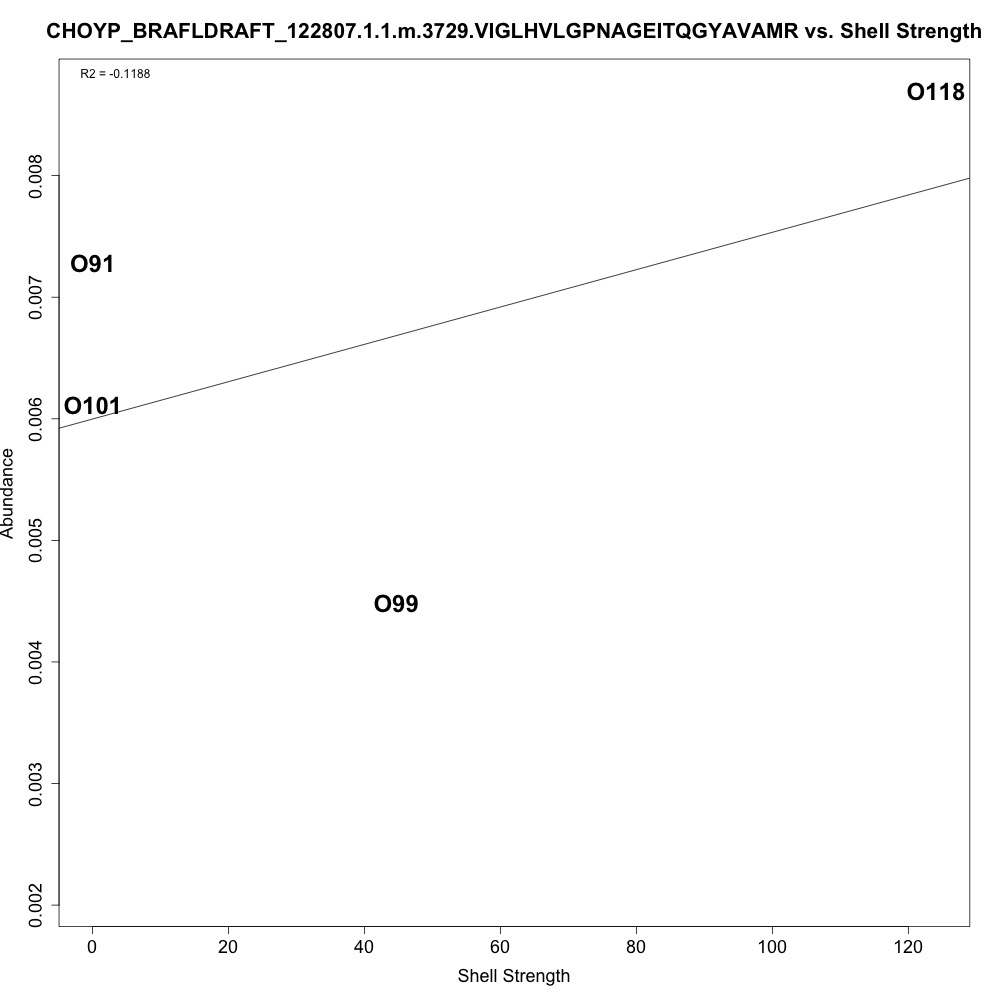 CHOYP_BRAFLDRAFT_122807.1.1.m.3729.VIGLHVLGPNAGEITQGYAVAMR vs. Shell Strength
R2 = -0.1188
O118
0.008
O91
0.007
O101
0.006
Abundance
0.005
O99
0.004
0.003
0.002
0 20 40 60 80 100 120
Shell Strength